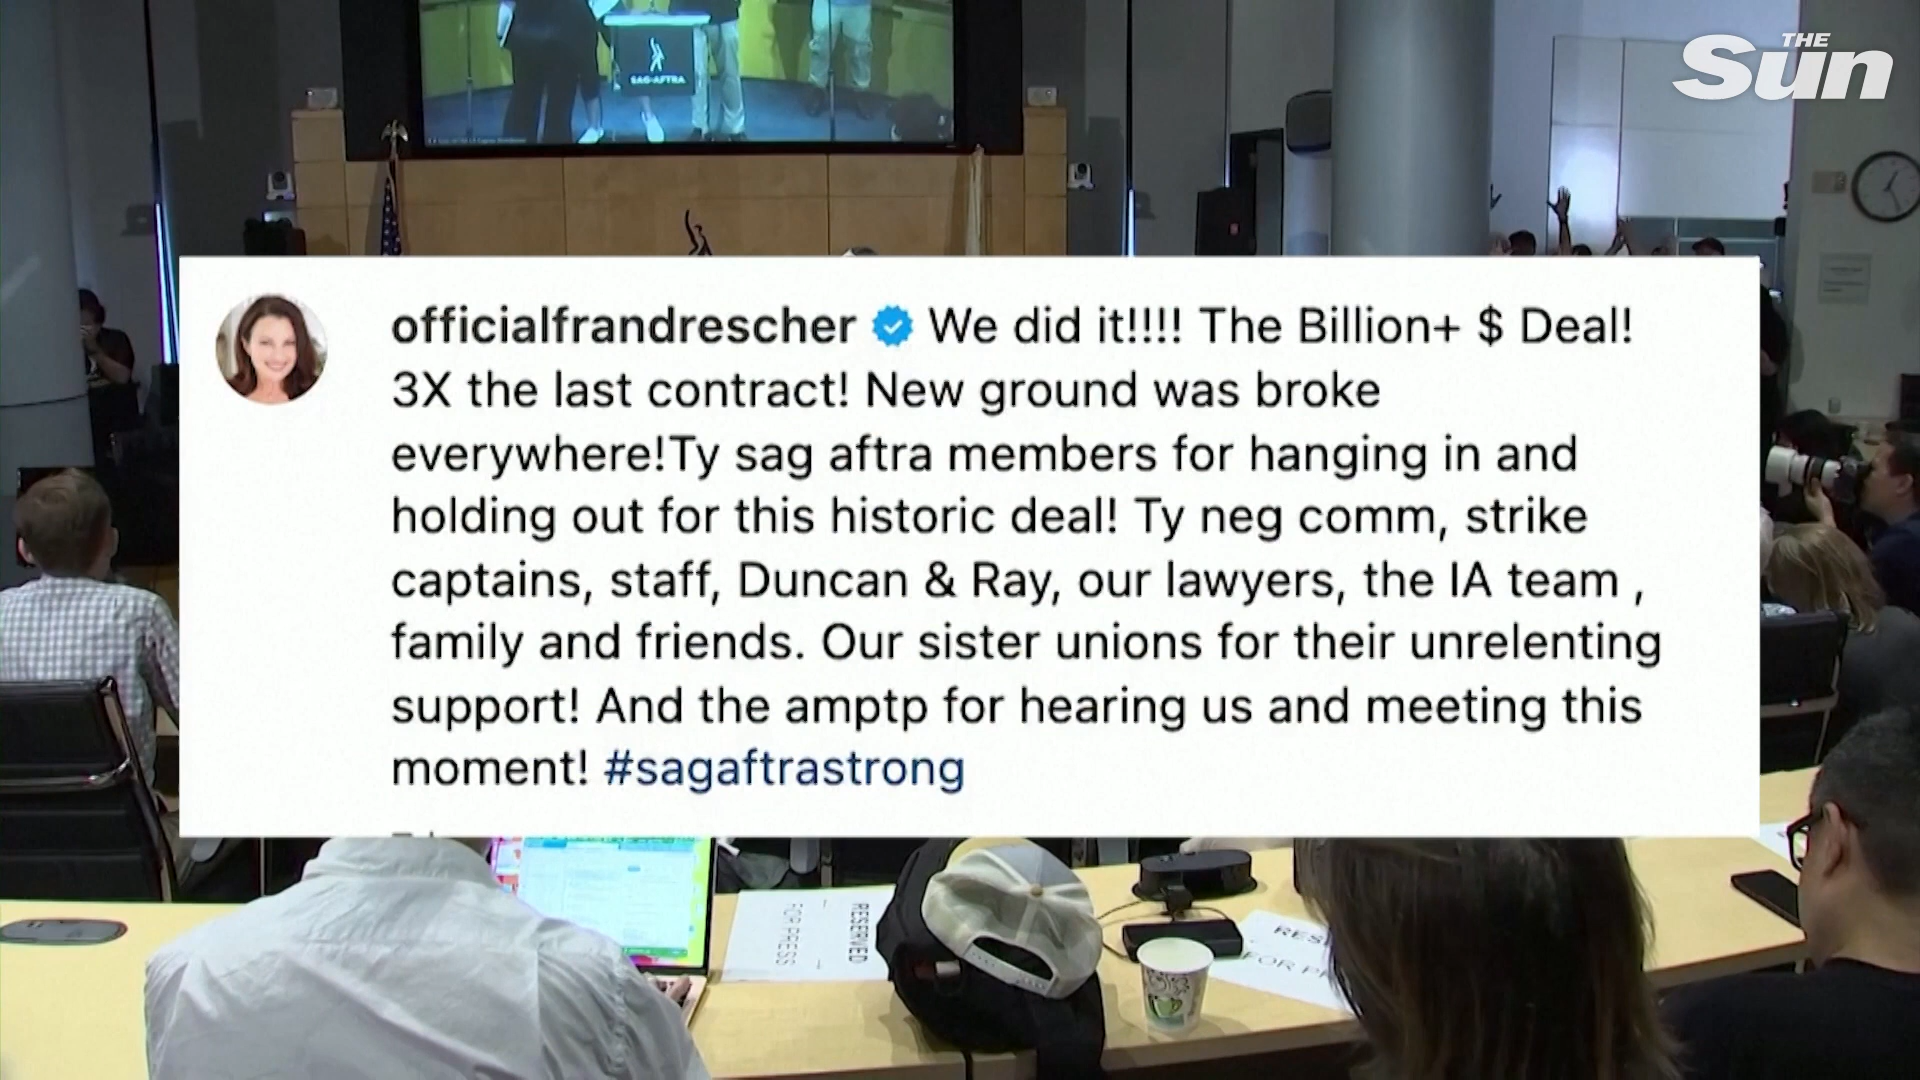 SAG-AFTRA
THE
Sun
officialfrandrescher We did it!!!! The Billion+ $ Deal!
3X the last contract! New ground was broke
everywhere!Ty sag aftra members for hanging in and
holding out for this historic deal! Ty neg comm, strike
captains, staff, Duncan & Ray, our lawyers, the IA team ,
family and friends. Our sister unions for their unrelenting
support! And the amptp for hearing us and meeting this
moment! #sagaftrastrong
RESERVED
FOR PRESS
FOR